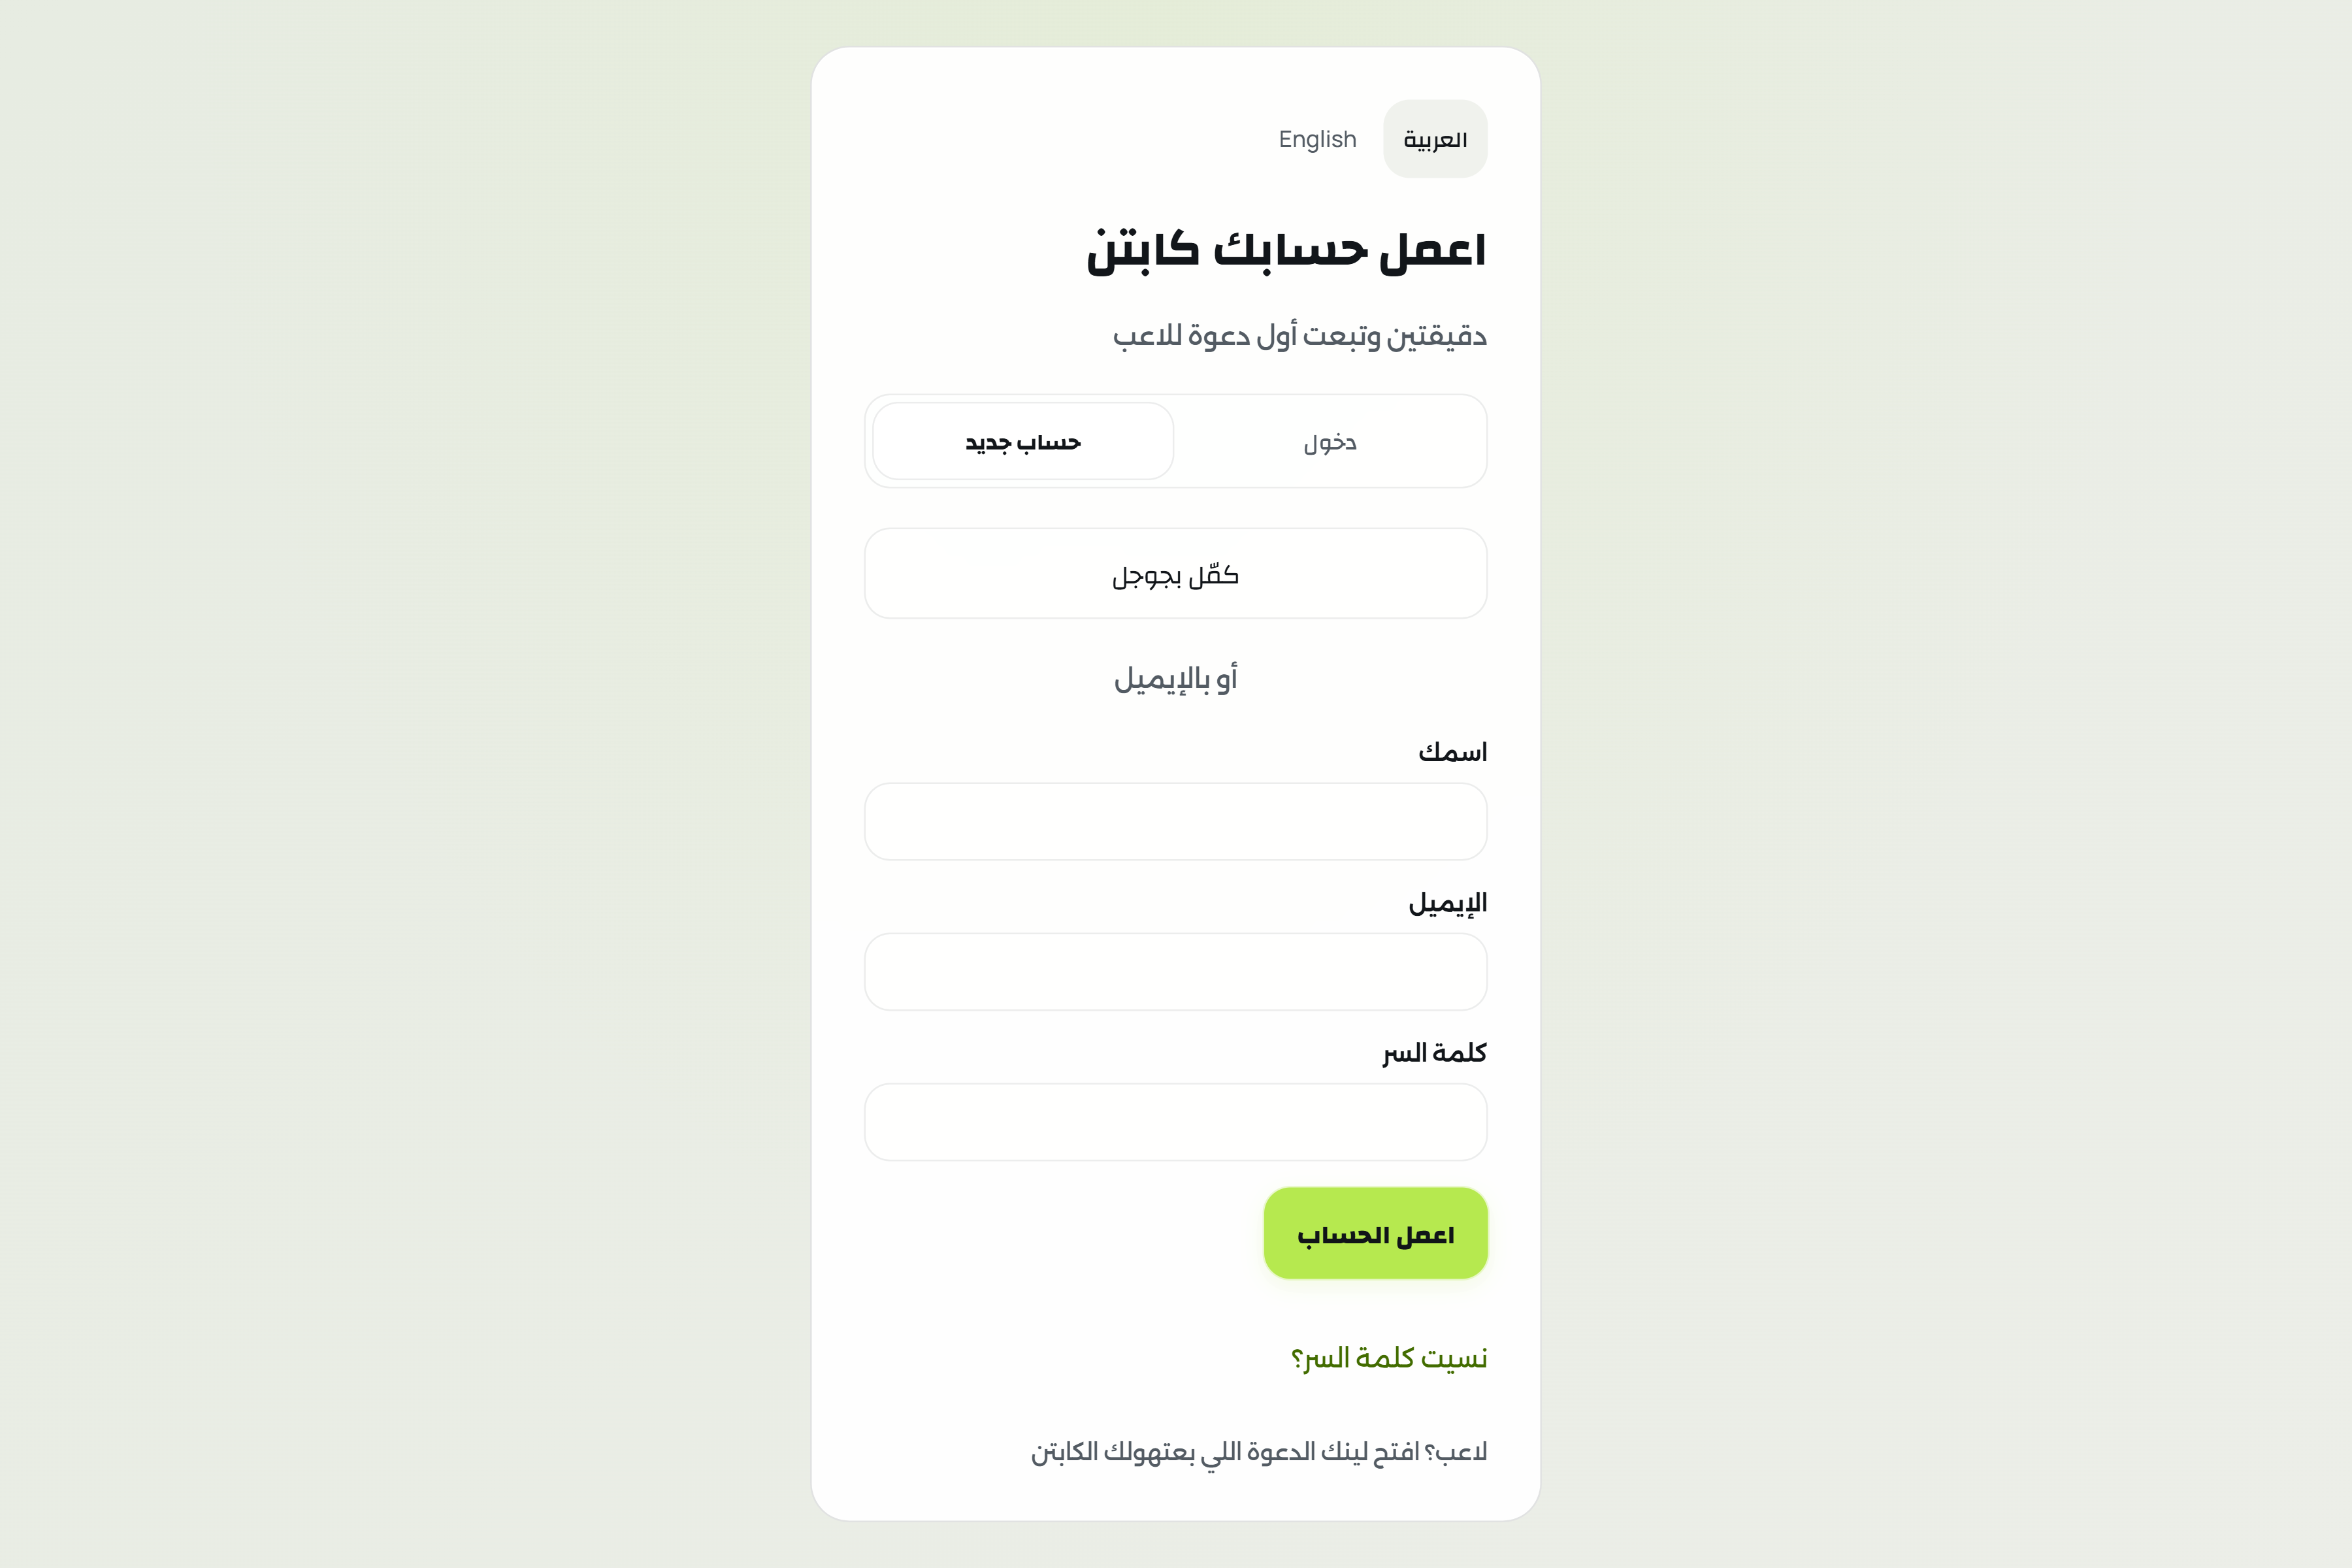 العربية
English
اعمل حسابك كابتن
دقيقتين وتبعت أول دعوة للاعب
دخول
حساب جديد
كمّل بجوجل
أو بالإيميل
اسمك
الإيميل
كلمة السر
اعمل الحساب
نسيت كلمة السر؟
لاعب؟ افتح لينك الدعوة اللي بعتهولك الكابتن